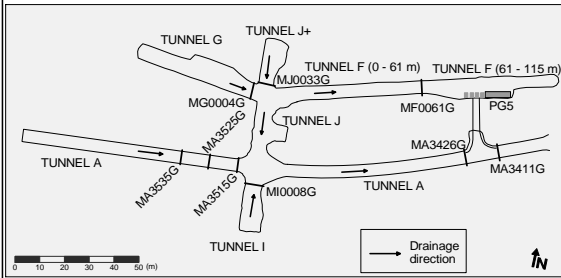 TUNNEL J+
TUNNEL G
TUNNEL F (0 - 61 m)
TUNNEL F (61 - 115 m)
MJ0033G
MG0004G
MF0061G
PG5
MA3525G
TUNNEL J
MA3426G
TUNNEL A
MA3535G
MA3515G
MI0008G
TUNNEL A
MA3411G
TUNNEL I
0 10 20 30 40 50 (m)
Drainage
direction
N